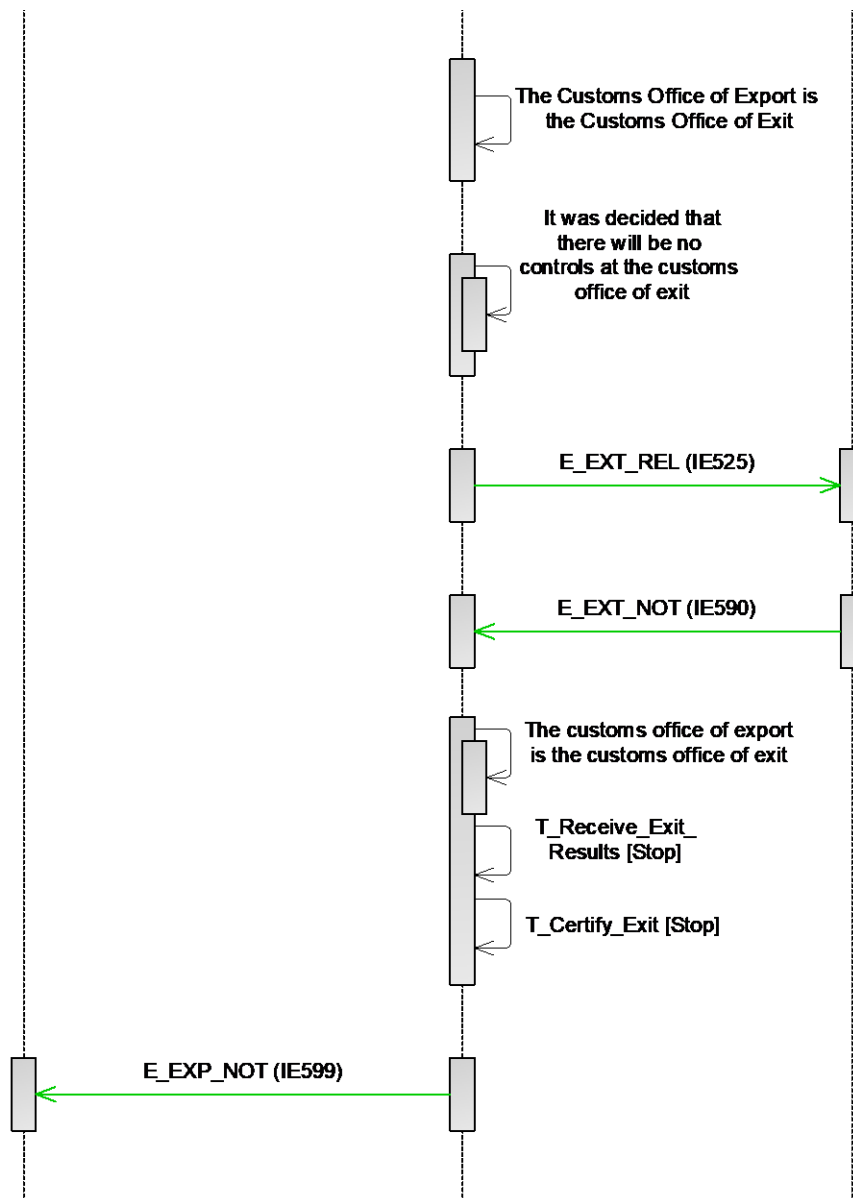 The Customs Office of Export is
the Customs Office of Exit
It was decided that
there will be no
controls at the customs
office of exit
E_EXT_REL (IE525)
E_EXT_NOT (IE590)
The customs office of export
is the customs office of exit
T_Receive_Exit_
Results [Stop]
T_Certify_Exit [Stop]
E_EXP_NOT (IE599)